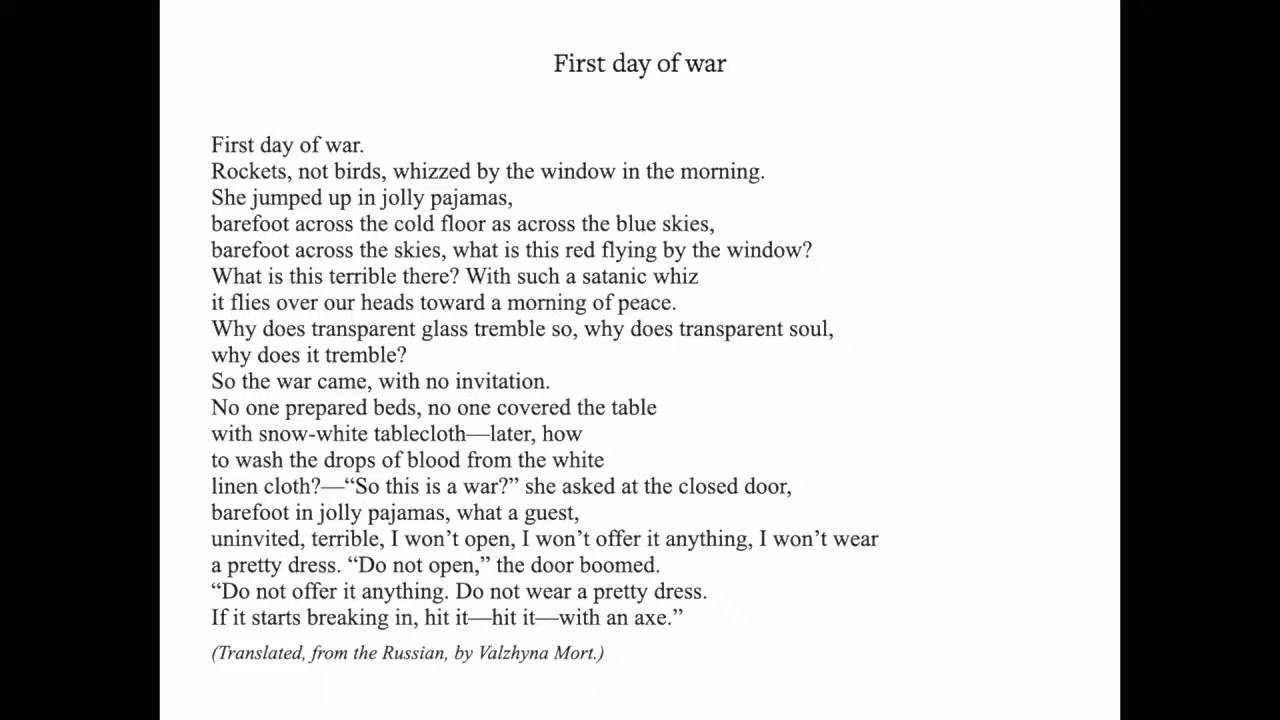 First day of war
First day of war.
Rockets, not birds, whizzed by the window in the morning.
She jumped up in jolly pajamas,
barefoot across the cold floor as across the blue skies,
barefoot across the skies, what is this red flying by the window?
What is this terrible there? With such a satanic whiz
it flies over our heads toward a morning of peace.
Why does transparent glass tremble so, why does transparent soul,
why does it tremble?
So the war came, with no invitation.
No one prepared beds, no one covered the table
with snow-white tablecloth—later, how
to wash the drops of blood from the white
linen cloth?—“So this is a war?” she asked at the closed door,
barefoot in jolly pajamas, what a guest,
uninvited, terrible, I won’t open, I won’t offer it anything, I won’t wear
a pretty dress. “Do not open,” the door boomed.
“Do not offer it anything. Do not wear a pretty dress.
If it starts breaking in, hit it—hit it—with an axe.”
(Translated, from the Russian, by Valzhyna Mort.)